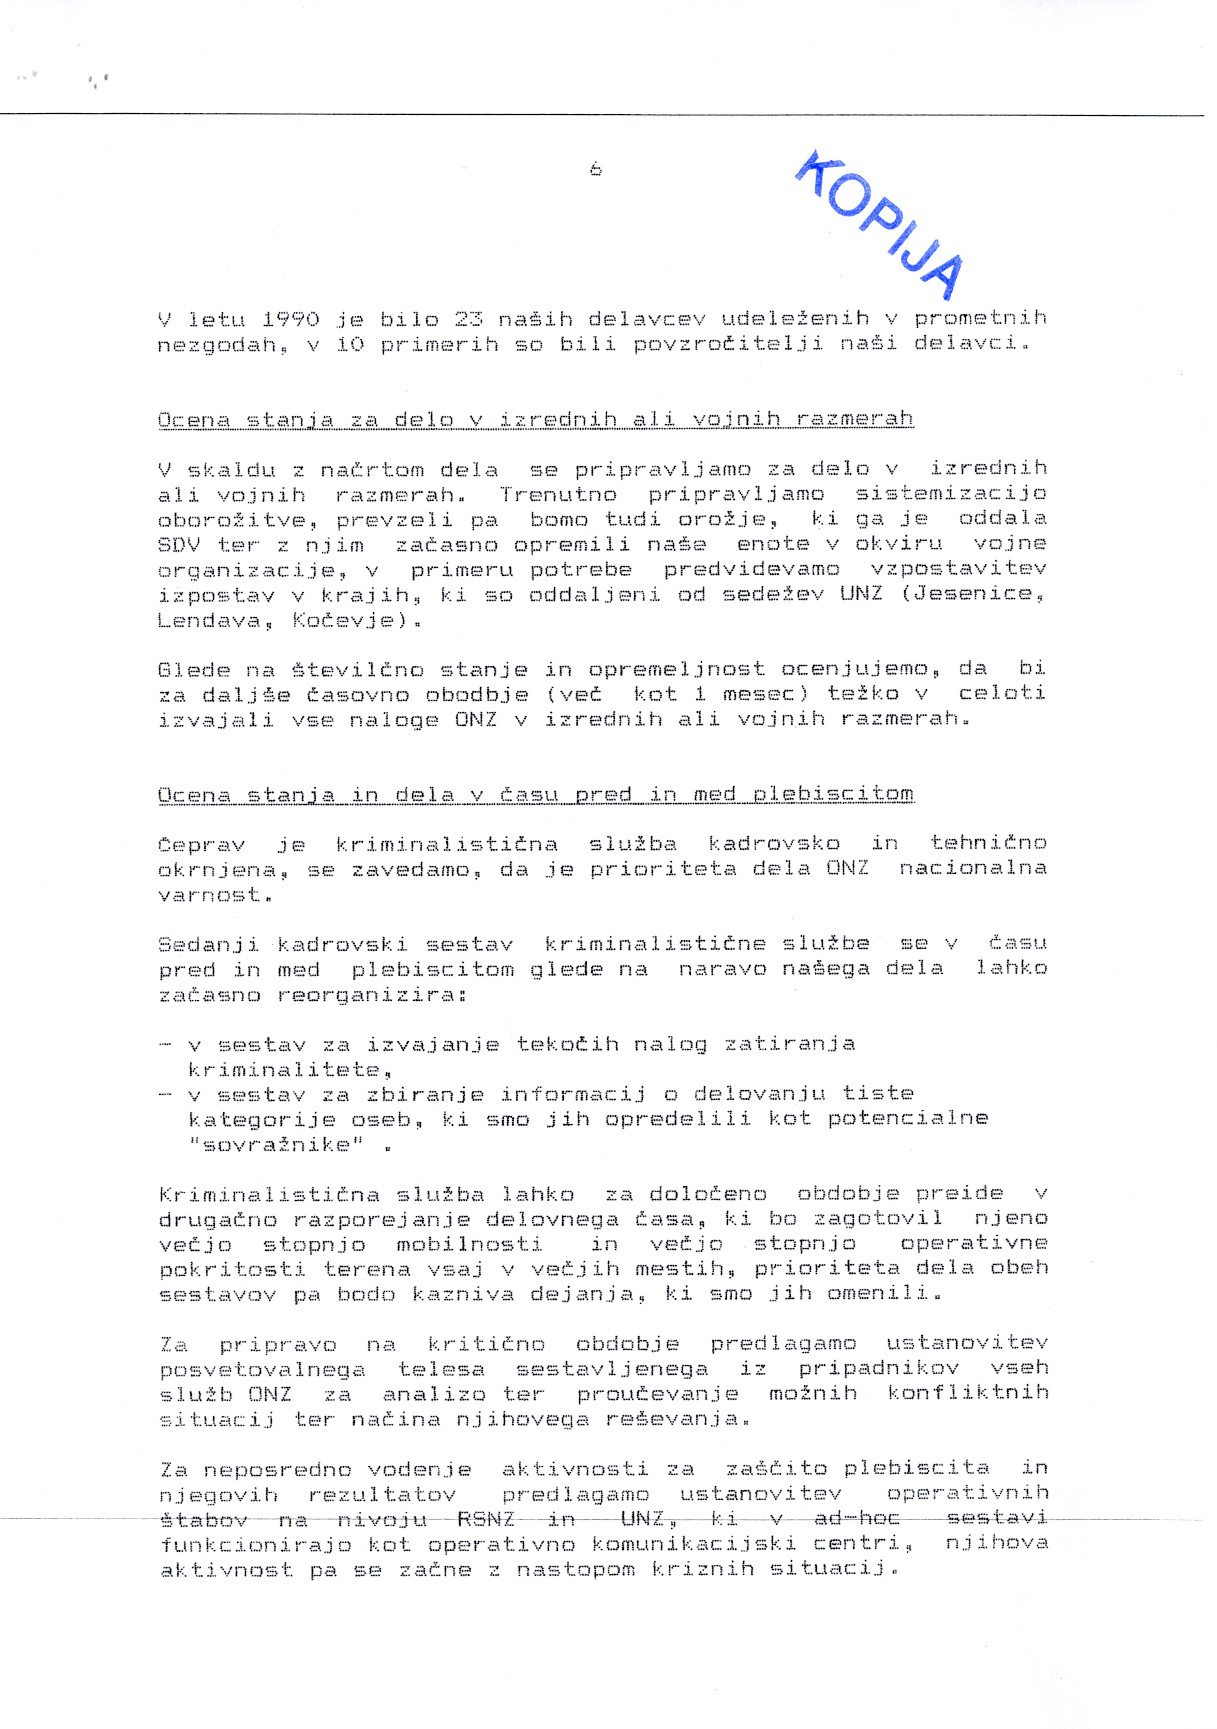 6
KOPIJA
V letu 1990 je bilo 23 naših delavcev udeleženih v prometnih
nezgodah, v 10 primerih so bili povzročitelji naši delavci.
Ocena stanja za delo v izrednih ali vojnih razmerah
V skaldu z načrtom dela se pripravljamo za delo v izrednih
ali vojnih razmerah. Trenutno pripravljamo sistemizacijo
oborožitve, prevzeli pa bomo tudi orožje, ki ga je oddala
SDV ter z njim začasno opremili naše enote v okviru vojne
organizacije, v primeru potrebe predvidevamo vzpostavitev
izpostav v krajih, ki so oddaljeni od sedežev UNZ (Jesenice,
Lendava, Kočevje).
Glede na številčno stanje in opremeljnost ocenjujemo, da bi
za daljše časovno obodbje (več kot 1 mesec) težko v celoti
izvajali vse naloge ONZ v izrednih ali vojnih razmerah.
Ocena stanja in dela v času pred in med plebiscitom
Čeprav je kriminalistična služba kadrovsko in tehnično
okrnjena, se zavedamo, da je prioriteta dela ONZ nacionalna
varnost.
Sedanji kadrovski sestav kriminalistične službe se v času
pred in med plebiscitom glede na naravo našega dela lahko
začasno reorganizira:
- v sestav za izvajanje tekočih nalog zatiranja
kriminalitete,
- v sestav za zbiranje informacij o delovanju tiste
kategorije oseb, ki smo jih opredelili kot potencialne
"sovražnike" .
Kriminalistična služba lahko za določeno obdobje preide v
drugačno razporejanje delovnega časa, ki bo zagotovil njeno
večjo stopnjo mobilnosti in večjo stopnjo operativne
pokritosti terena vsaj v večjih mestih, prioriteta dela obeh
sestavov pa bodo kazniva dejanja, ki smo jih omenili.
Za pripravo na kritično obdobje predlagamo ustanovitev
posvetovalnega telesa sestavljenega iz pripadnikov vseh
služb ONZ za analizo ter proučevanje možnih konfliktnih
situacij ter načina njihovega reševanja.
Za neposredno vodenje aktivnosti za zaščito plebiscita in
njegovih rezultatov predlagamo ustanovitev operativnih
štabov na nivoju RSNZ in UNZ, ki v ad-hoc sestavi
funkcionirajo kot operativno komunikacijski centri, njihova
aktivnost pa se začne z nastopom kriznih situacij.